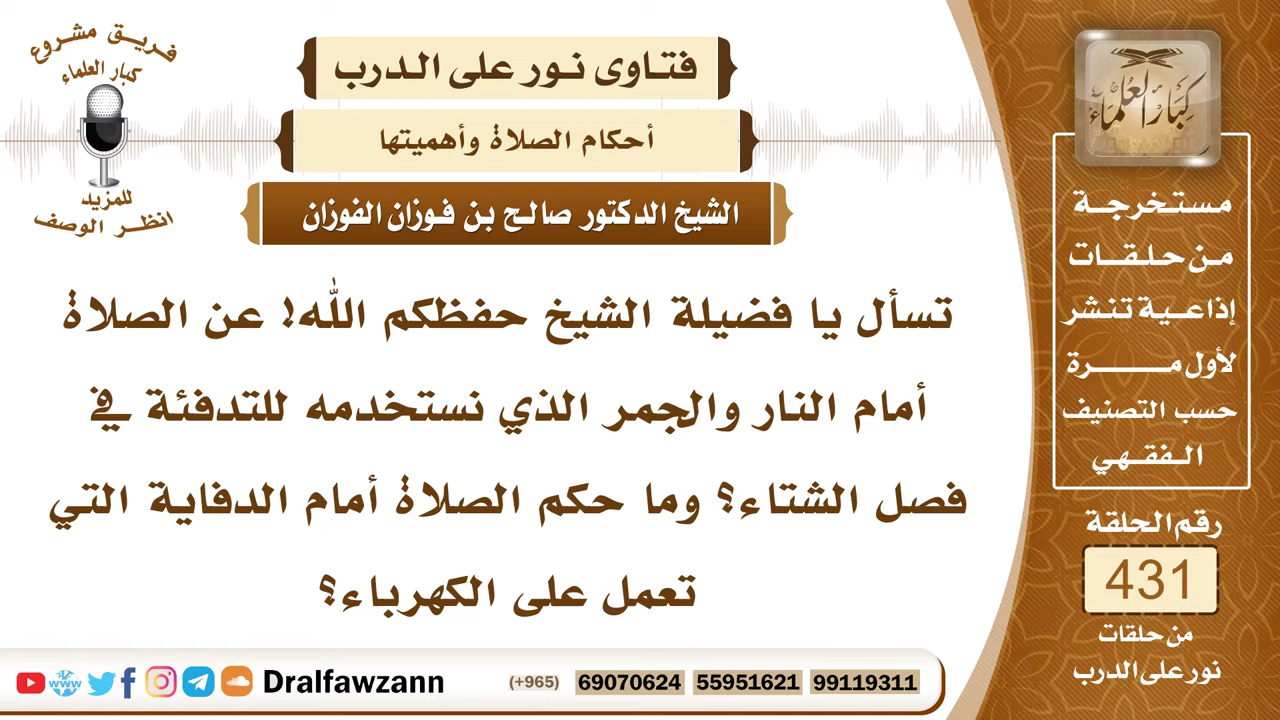 فريق مشروع
كبار العلماء
للمزيد
انظر الوصف
فتاوى نور على الدرب
أحكام الصلاة وأهميتها
الشيخ الدكتور صالح بن فوزان الفوزان
تسأل يا فضيلة الشيخ حفظكم الله! عن الصلاة
أمام النار والجمر الذي نستخدمه للتدفئة في
فصل الشتاء؟ وما حكم الصلاة أمام الدفاية التي
تعمل على الكهرباء؟
كبار العلماء
مستخرجة
من حلقات
إذاعية تنشر
لأول مرة
حسب التصنيف
الفقهي
رقم الحلقة
431
من حلقات
نور على الدرب
www Dralfawzann (+965) 69070624 55951621 99119311